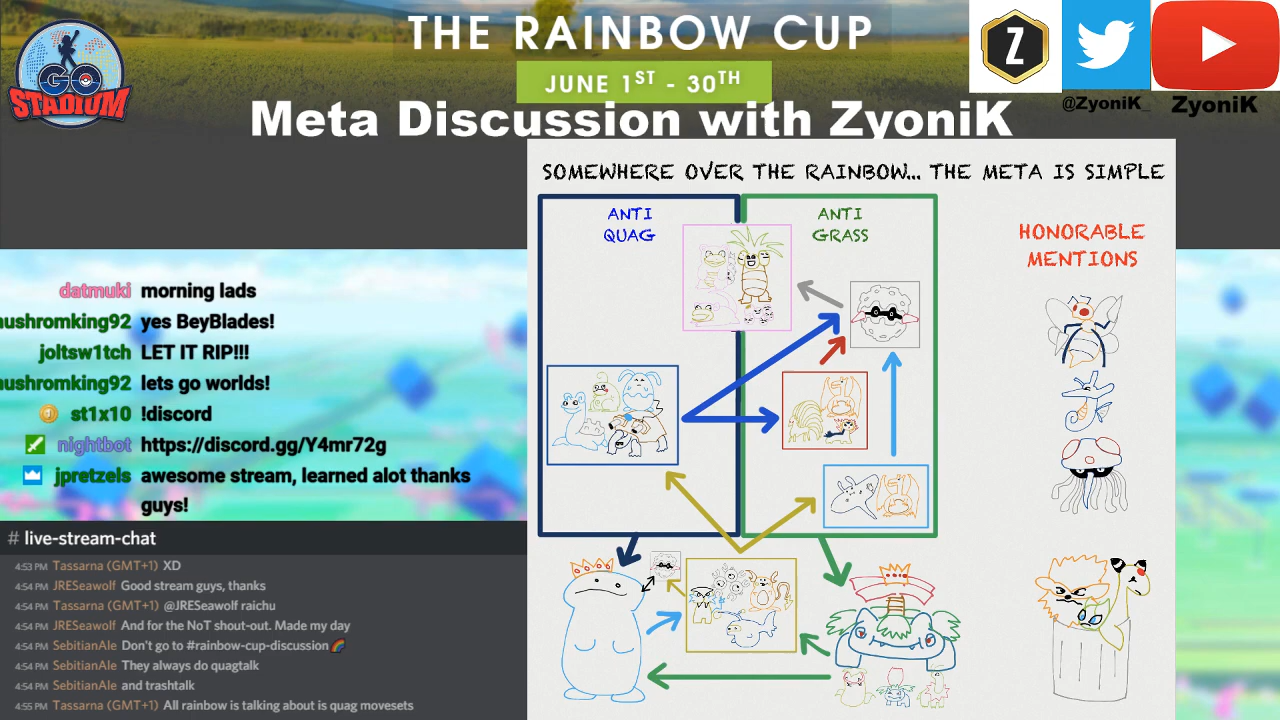 THE RAINBOW CUP
JUNE 1ST - 30TH
Meta Discussion with ZyoniK
GO
STADIUM
Z
@ZyoniK_
ZyoniK
SOMEWHERE OVER THE RAINBOW... THE META IS SIMPLE
ANTI
QUAG
ANTI
GRASS
HONORABLE
MENTIONS
datmuki morning lads
nushromking92 yes BeyBlades!
joltsw1tch LET IT RIP!!!
nushromking92 lets go worlds!
st1x10 !discord
nightbot https://discord.gg/Y4mr72g
jpretzels awesome stream, learned alot thanks
guys!
# live-stream-chat
4:53 PM Tassarna (GMT+1) XD
4:54 PM JRESeawolf Good stream guys, thanks
4:54 PM Tassarna (GMT+1) @JRESeawolf raichu
4:54 PM JRESeawolf And for the NoT shout-out. Made my day
4:54 PM SebitianAle Don't go to #rainbow-cup-discussion🌈
4:54 PM SebitianAle They always do quagtalk
4:54 PM SebitianAle and trashtalk
4:55 PM Tassarna (GMT+1) All rainbow is talking about is quag movesets